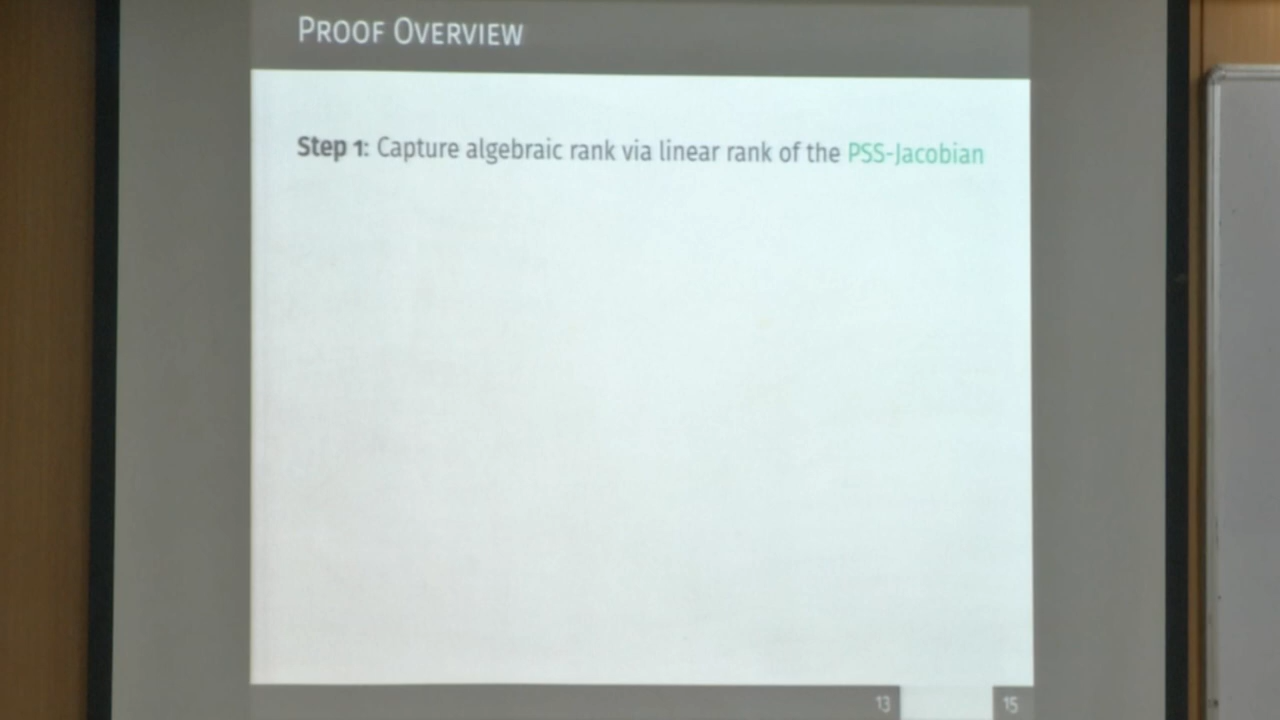 PROOF OVERVIEW
Step 1: Capture algebraic rank via linear rank of the PSS-Jacobian
13
15